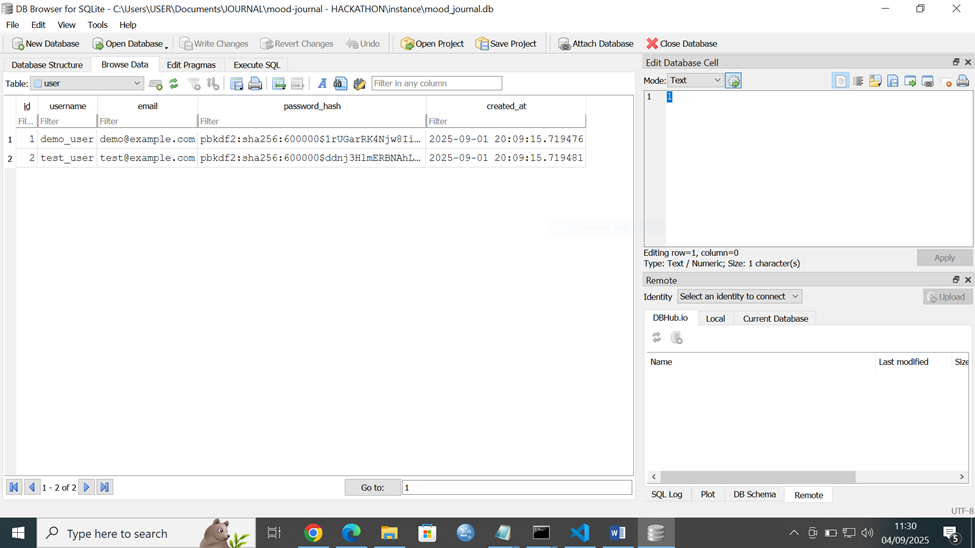 DB Browser for SQLite - C:\Users\USER\Documents\JOURNAL\mood-journal - HACKATHON\instance\mood_journal.db
File Edit View Tools Help
New Database Open Database Write Changes Revert Changes Undo Open Project Save Project Attach Database Close Database
Database Structure Browse Data Edit Pragmas Execute SQL
Table: user Filter in any column
id username email password_hash created_at
Fil... Filter Filter Filter Filter
1 1 demo_user demo@example.com pbkdf2:sha256:600000$1rUGarRK4Njw8Ii... 2025-09-01 20:09:15.719476
2 2 test_user test@example.com pbkdf2:sha256:600000$ddnj3HlmERBNAhL... 2025-09-01 20:09:15.719481
1 - 2 of 2 Go to: 1
Edit Database Cell
Mode: Text
1 1
Editing row=1, column=0
Type: Text / Numeric; Size: 1 character(s)
Apply
Remote
Identity Select an identity to connect Upload
DBHub.io Local Current Database
Name Last modified Size
SQL Log Plot DB Schema Remote
UTF-8
Type here to search
11:30
04/09/2025
5